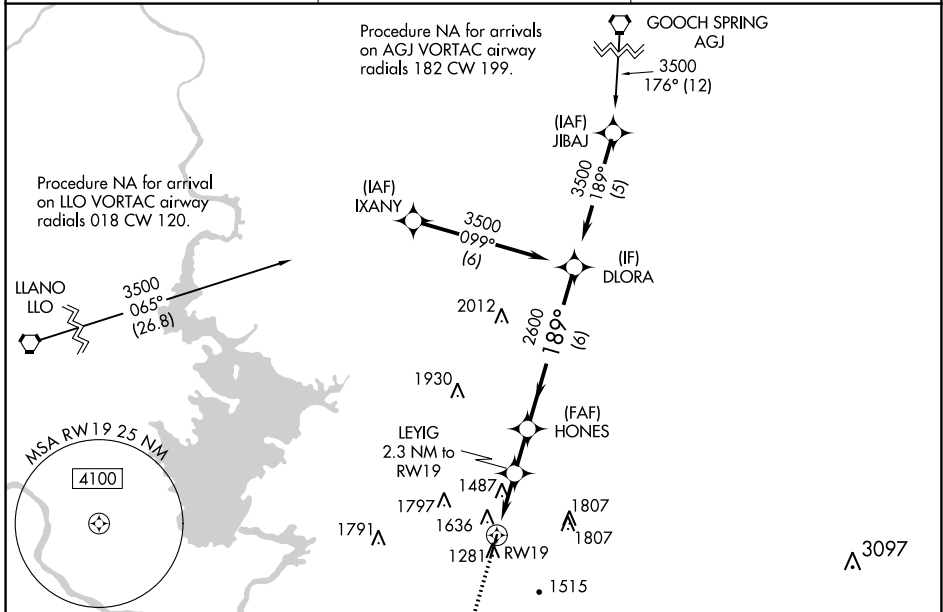 Procedure NA for arrivals
on AGJ VORTAC airway
radials 182 CW 199.
GOOCH SPRING
AGJ
3500
176° (12)
(IAF)
JIBAJ
3500
189°
(5)
Procedure NA for arrival
on LLO VORTAC airway
radials 018 CW 120.
(IAF)
IXANY
3500
099°
(6)
(IF)
DLORA
LLANO
LLO
3500
065°
(26.8)
2012
2600
189°
(6)
1930
(FAF)
HONES
LEYIG
2.3 NM to
RW19
MSA RW19 25 NM
4100
1487
1797
1636
1807
1807
1791
1281
RW19
3097
1515